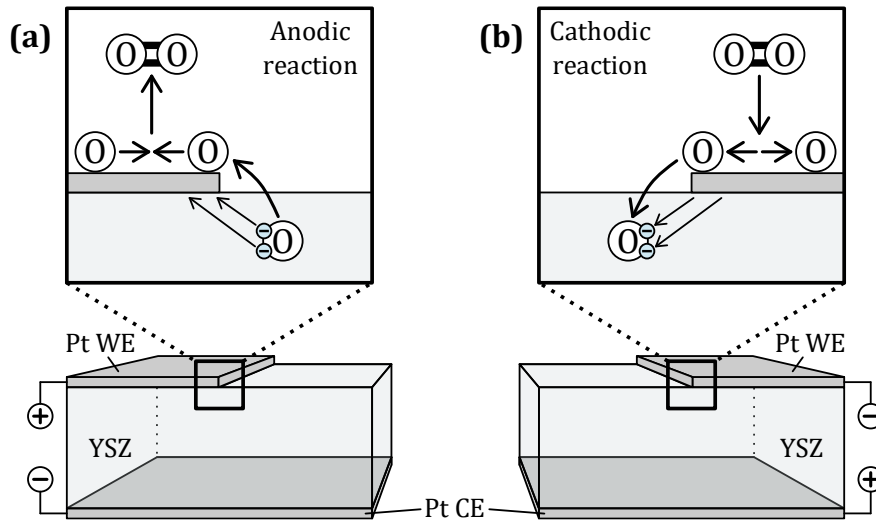 (a)
Anodic
reaction
O O
O O
O
− −
(b)
Cathodic
reaction
O O
O O
O
− −
Pt WE
+
−
YSZ
Pt WE
−
+
YSZ
Pt CE